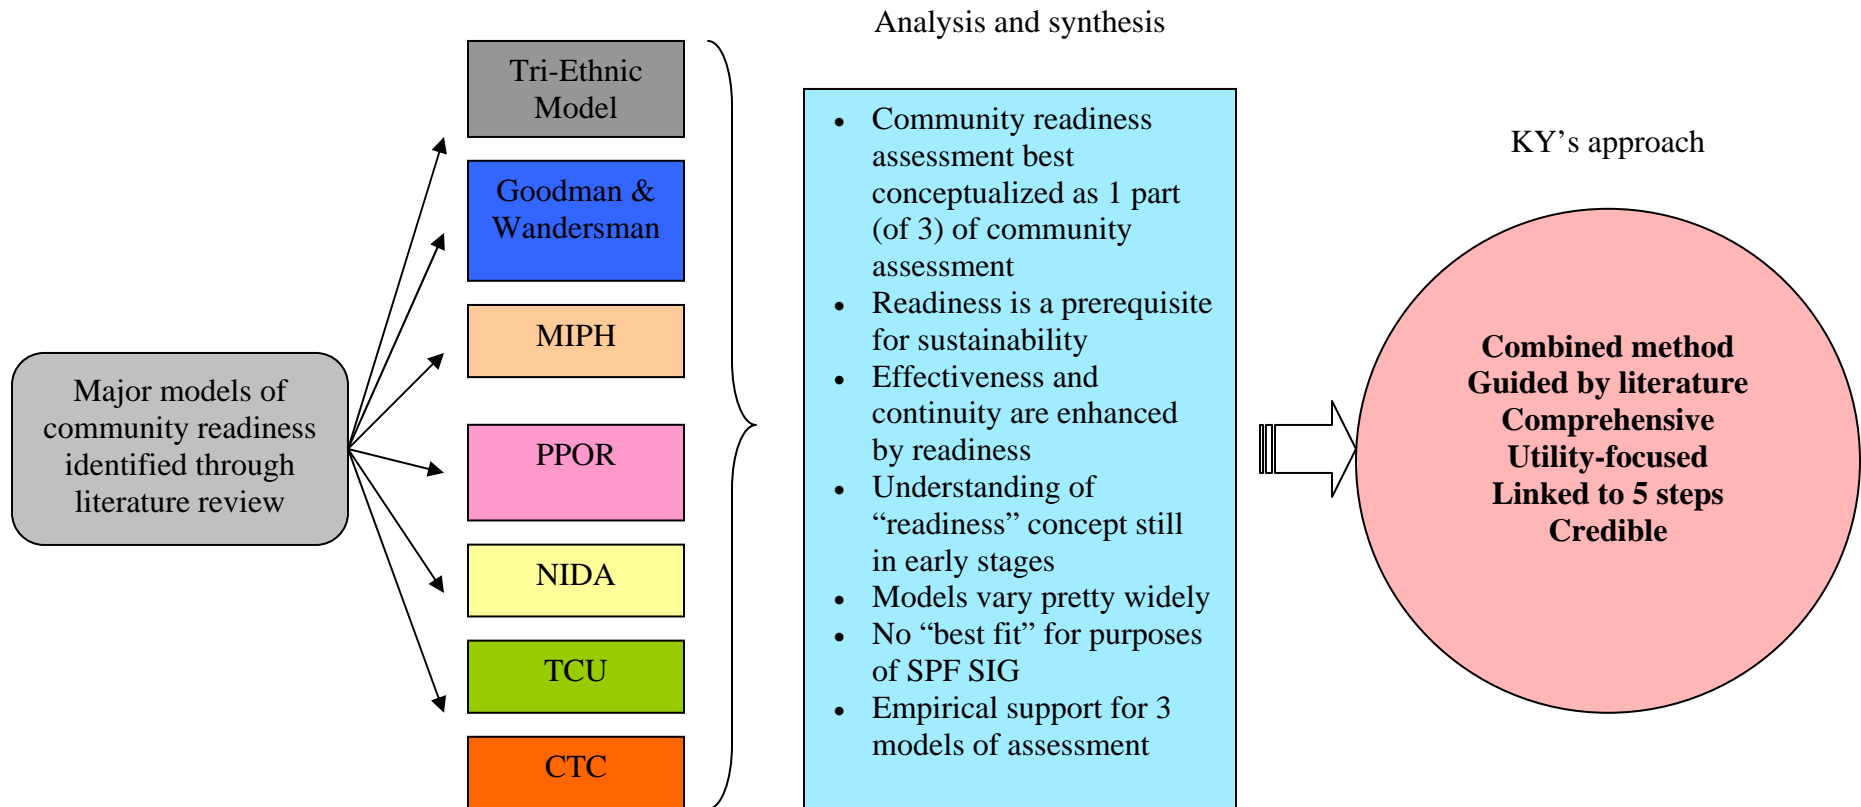 Major models of
community readiness
identified through
literature review
Tri-Ethnic
Model
Goodman &
Wandersman
MIPH
PPOR
NIDA
TCU
CTC
Analysis and synthesis
• Community readiness
assessment best
conceptualized as 1 part
(of 3) of community
assessment
• Readiness is a prerequisite
for sustainability
• Effectiveness and
continuity are enhanced
by readiness
• Understanding of
“readiness” concept still
in early stages
• Models vary pretty widely
• No “best fit” for purposes
of SPF SIG
• Empirical support for 3
models of assessment
KY’s approach
Combined method
Guided by literature
Comprehensive
Utility-focused
Linked to 5 steps
Credible